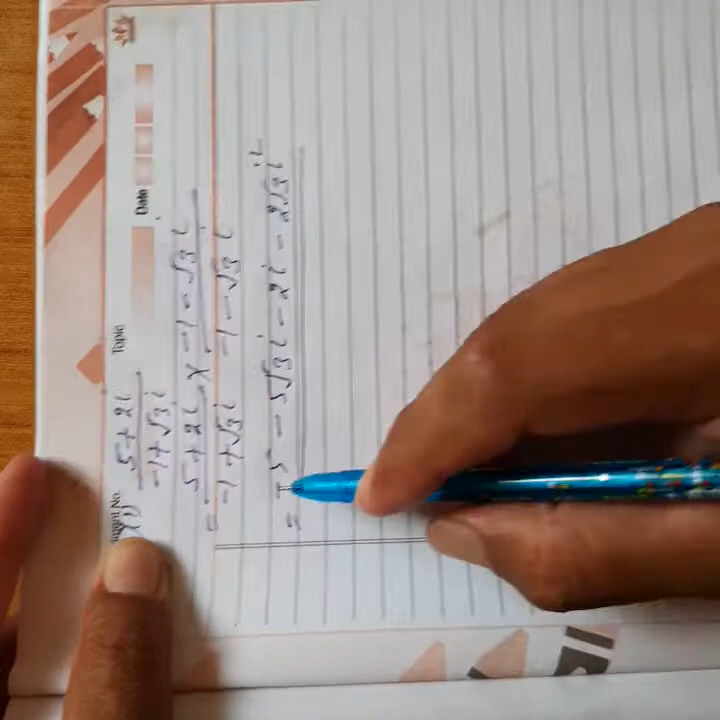 Topic Date
5+2i
-1+√3i
= 5+2i × -1-√3i
-1+√3i -1-√3i
= -5 - 5√3i - 2i - 2√3i²